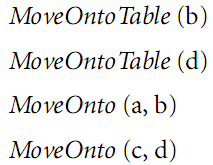 MoveOntoTable (b)
MoveOntoTable (d)
MoveOnto (a, b)
MoveOnto (c, d)